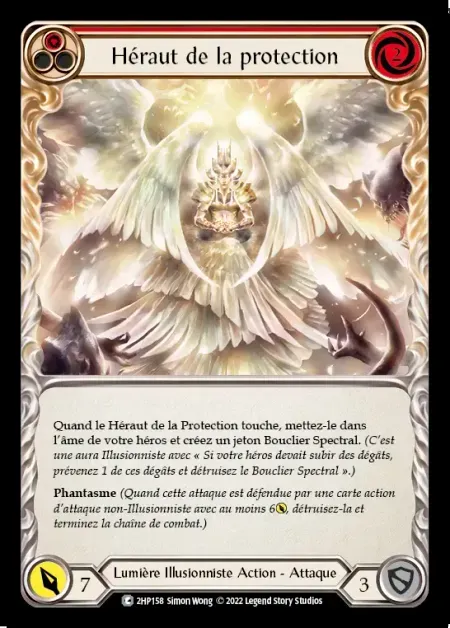 Héraut de la protection
2
Quand le Héraut de la Protection touche, mettez-le dans
l'âme de votre héros et créez un jeton Bouclier Spectral. (C'est
une aura Illusionniste avec « Si votre héros devait subir des dégâts,
prévenez 1 de ces dégâts et détruisez le Bouclier Spectral ».)
Phantasme (Quand cette attaque est défendue par une carte action
d'attaque non-Illusionniste avec au moins 6, détruisez-la et
terminez la chaîne de combat.)
7
Lumière Illusionniste Action - Attaque
3
C 2HP158 Simon Wong © 2022 Legend Story Studios